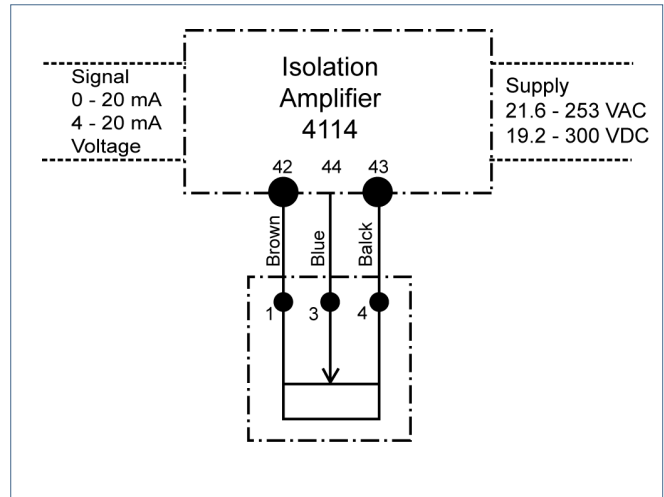 Isolation
Amplifier
4114
Signal
0 - 20 mA
4 - 20 mA
Voltage
Supply
21.6 - 253 VAC
19.2 - 300 VDC
42 44 43
Brown
Blue
Balck
1 3 4